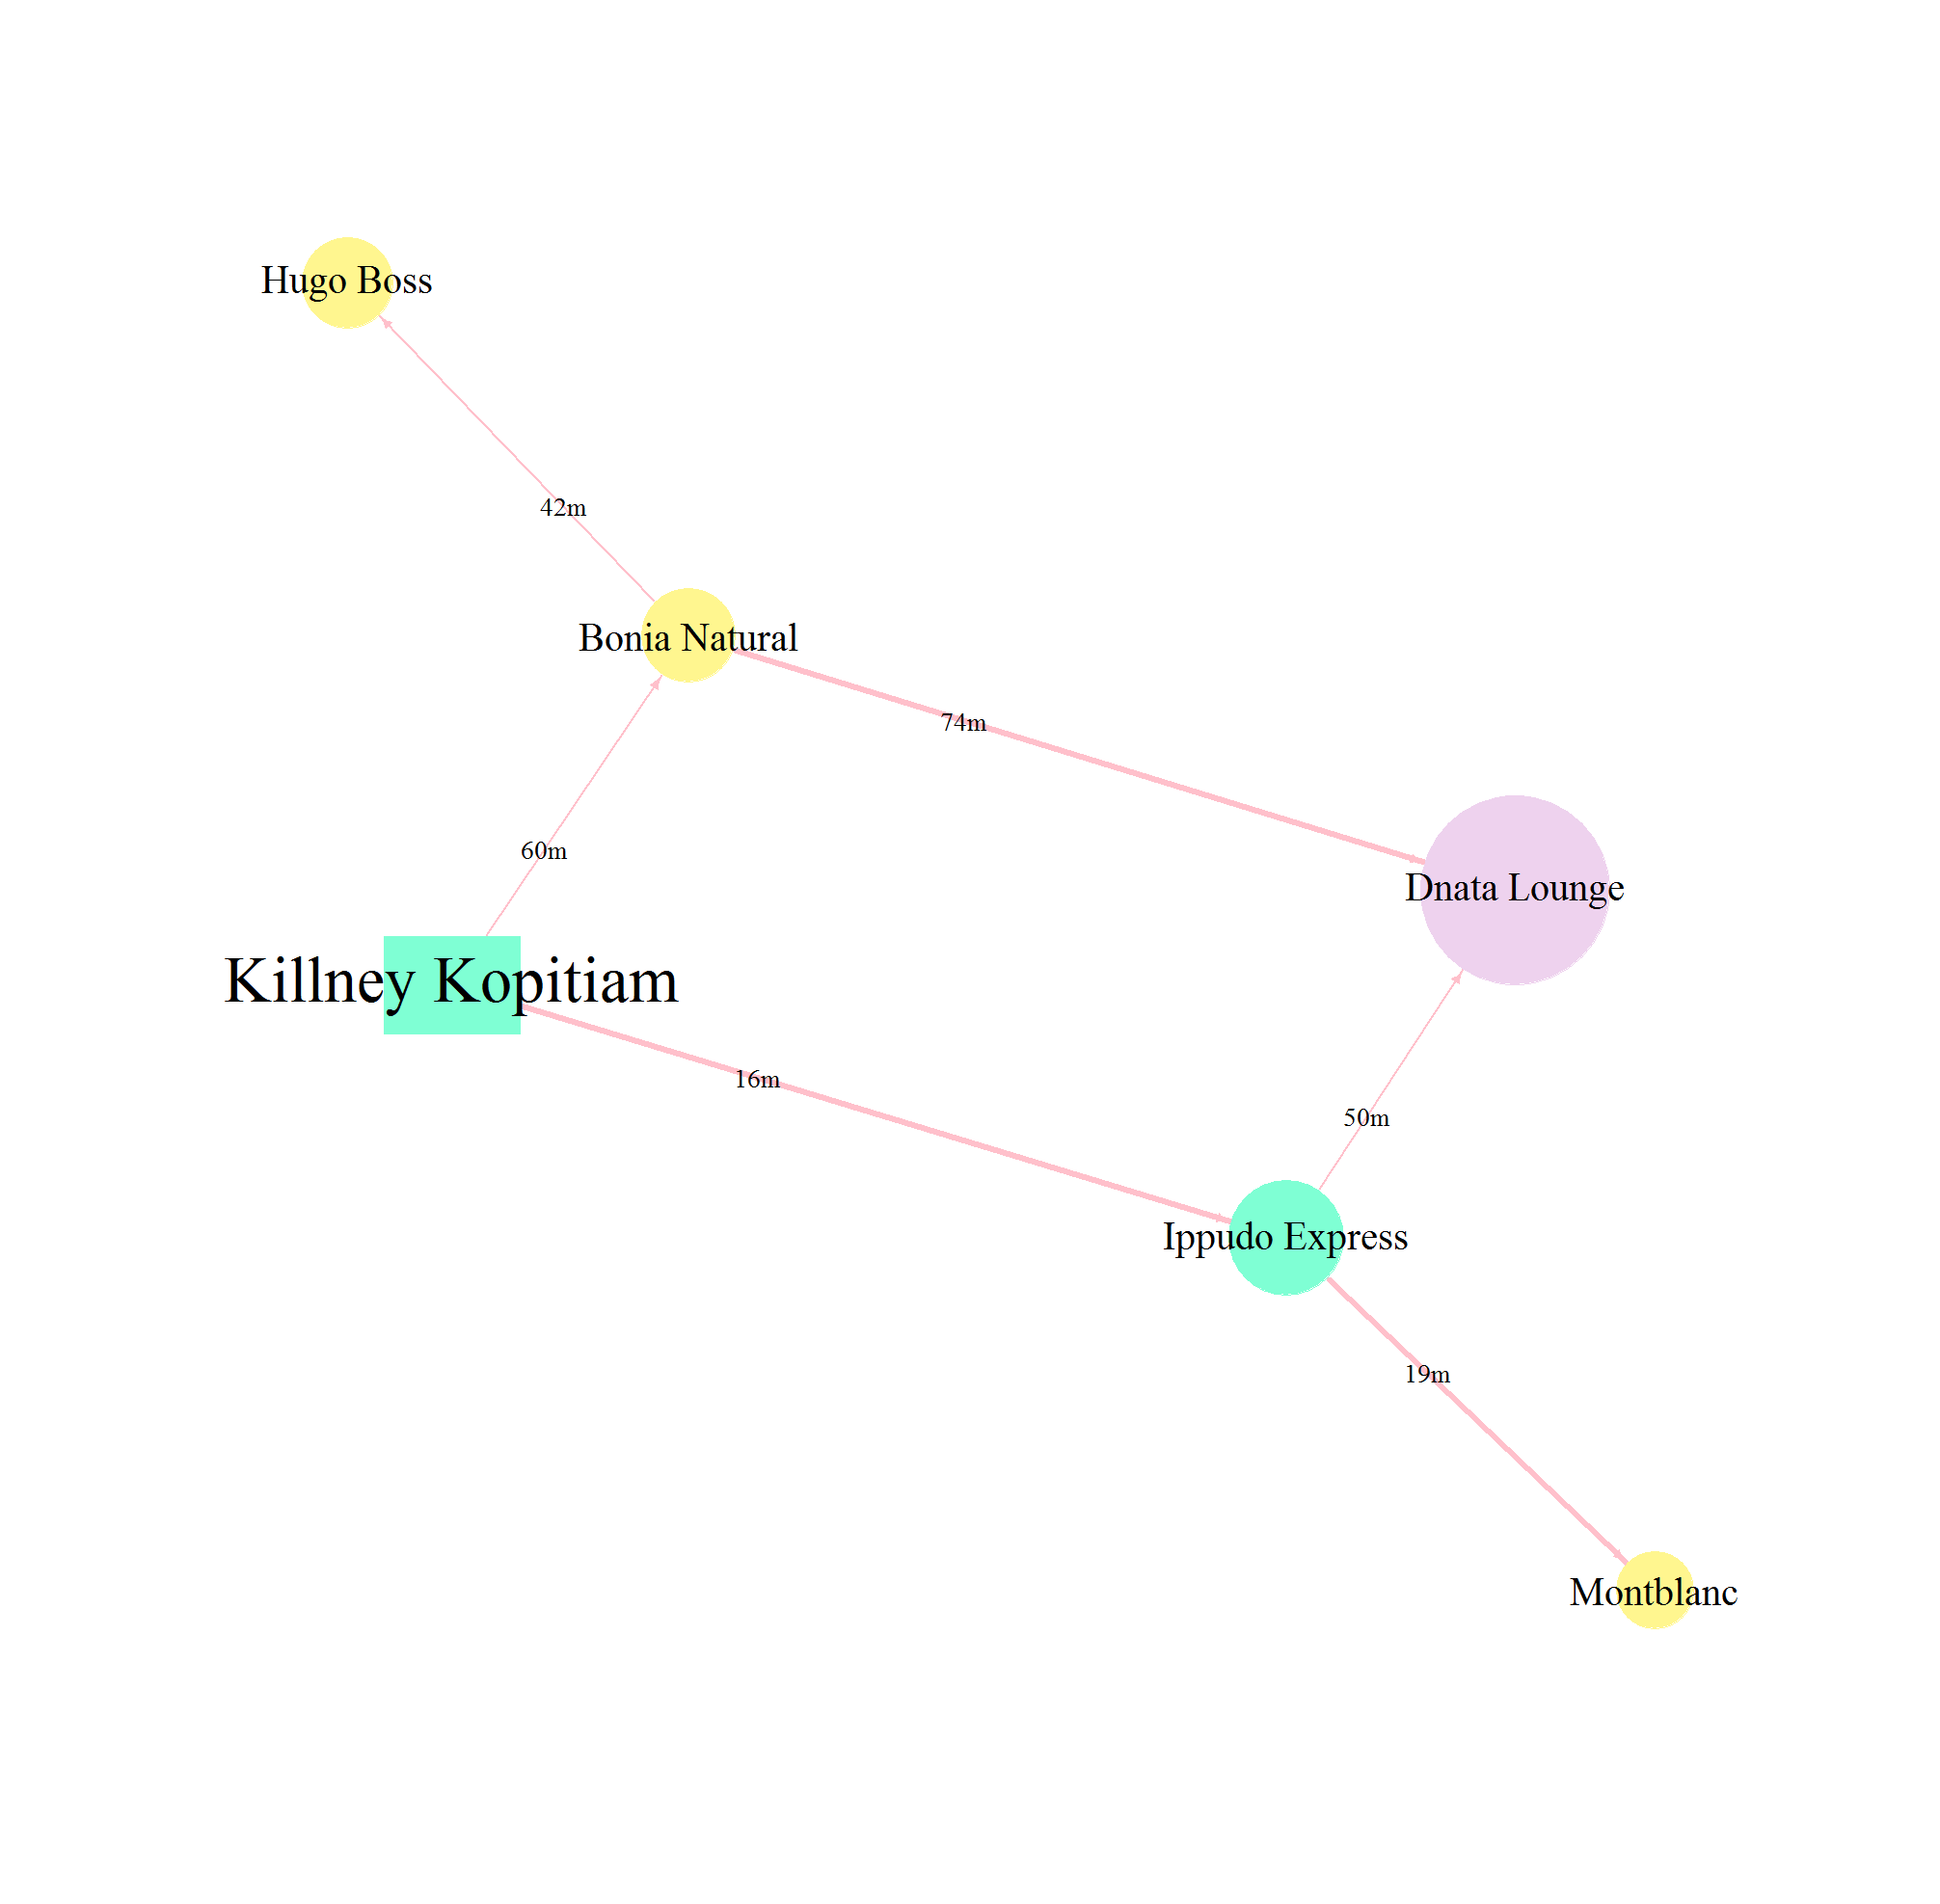 Hugo Boss
42m
Bonia Natural
74m
60m
Dnata Lounge
Killney Kopitiam
16m
50m
Ippudo Express
19m
Montblanc